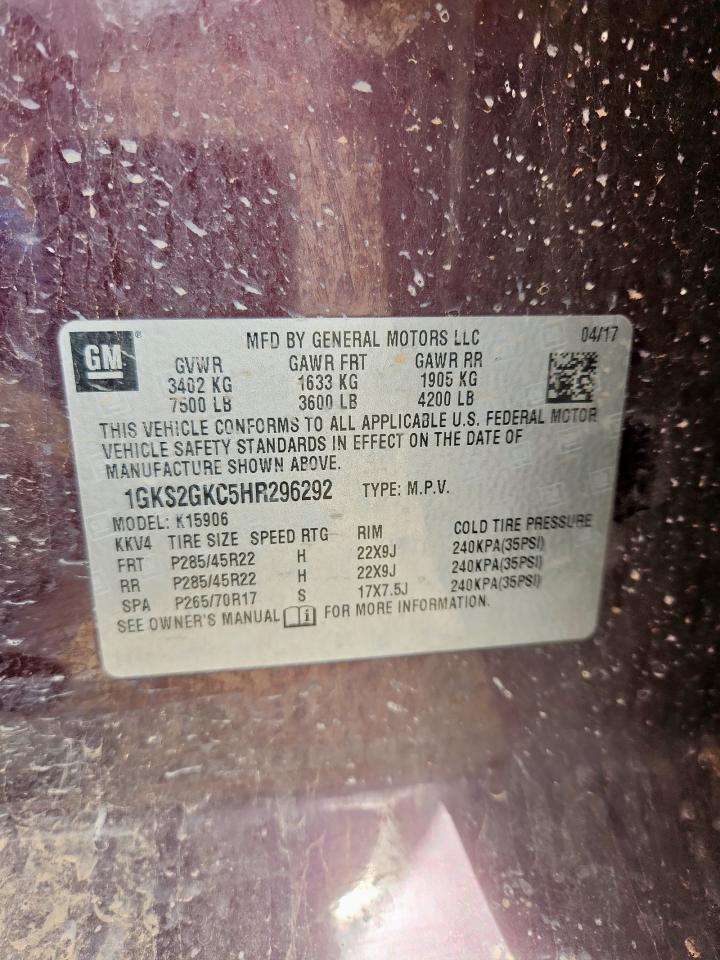 GM
MFD BY GENERAL MOTORS LLC 04/17
GVWR GAWR FRT GAWR RR
3402 KG 1633 KG 1905 KG
7500 LB 3600 LB 4200 LB
THIS VEHICLE CONFORMS TO ALL APPLICABLE U.S. FEDERAL MOTOR
VEHICLE SAFETY STANDARDS IN EFFECT ON THE DATE OF
MANUFACTURE SHOWN ABOVE.
1GKS2GKC5HR296292 TYPE: M.P.V.
MODEL: K15906
KKV4 TIRE SIZE SPEED RTG RIM COLD TIRE PRESSURE
FRT P285/45R22 H 22X9J 240KPA(35PSI)
RR P285/45R22 H 22X9J 240KPA(35PSI)
SPA P265/70R17 S 17X7.5J 240KPA(35PSI)
SEE OWNER'S MANUAL i FOR MORE INFORMATION.